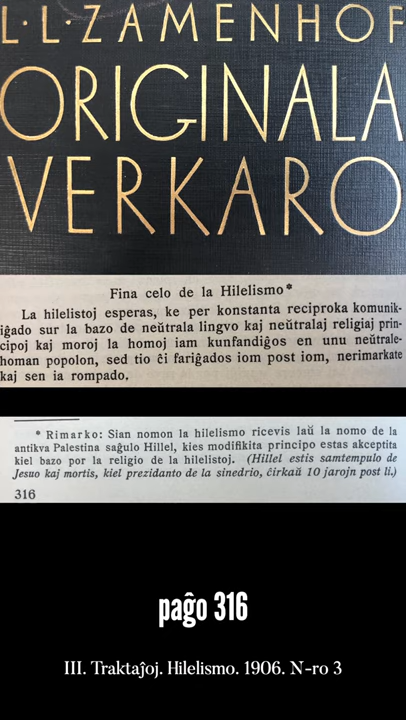 L·L·ZAMENHOF
ORIGINALA
VERKARO
Fina celo de la Hilelismo*
La hilelistoj esperas, ke per konstanta reciproka komunik-
iĝado sur la bazo de neŭtrala lingvo kaj neŭtralaj religiaj prin-
cipoj kaj moroj la homoj iam kunfandiĝos en unu neŭtrale-
homan popolon, sed tio ĉi fariĝados iom post iom, nerimarkate
kaj sen ia rompado.
* Rimarko: Sian nomon la hilelismo ricevis laŭ la nomo de la
antikva Palestina saĝulo Hillel, kies modifikita principo estas akceptita
kiel bazo por la religio de la hilelistoj. (Hillel estis samtempulo de
Jesuo kaj mortis, kiel prezidanto de la sinedrio, ĉirkaŭ 10 jarojn post li.)
316
paĝo 316
III. Traktaĵoj. Hilelismo. 1906. N-ro 3